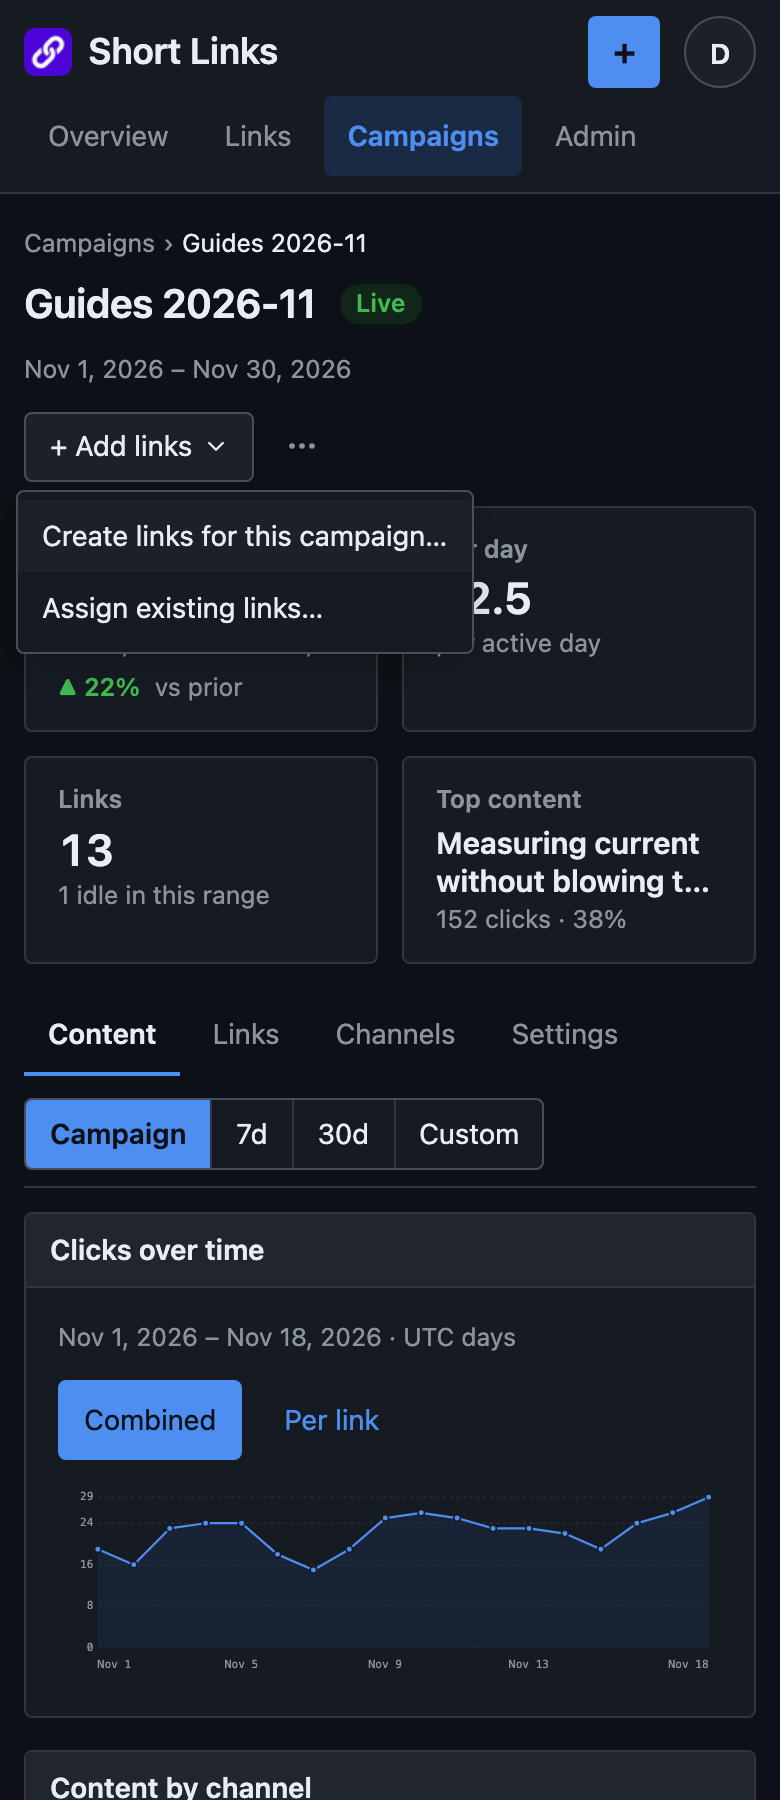 Short Links
+
D
Overview
Links
Campaigns
Admin
Campaigns › Guides 2026-11
Guides 2026-11
Live
Nov 1, 2026 – Nov 30, 2026
+ Add links
Create links for this campaign...
Assign existing links...
day
2.5
active day
▲ 22% vs prior
Links
13
1 idle in this range
Top content
Measuring current
without blowing t...
152 clicks · 38%
Content
Links
Channels
Settings
Campaign
7d
30d
Custom
Clicks over time
Nov 1, 2026 – Nov 18, 2026 · UTC days
Combined
Per link
29
24
16
8
0
Nov 1
Nov 5
Nov 9
Nov 13
Nov 18
Content by channel